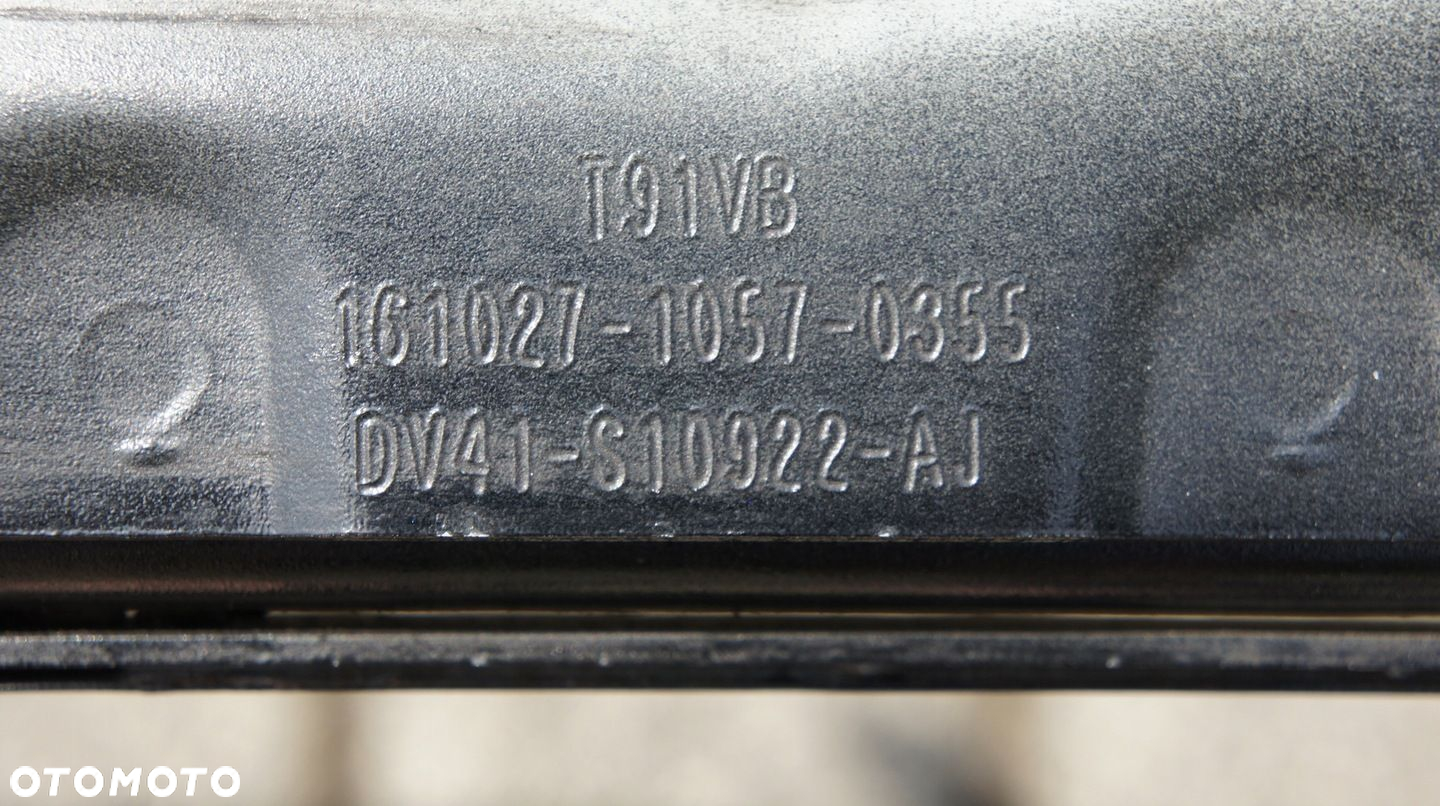 T91VB
161027-1057-0355
DV41-S10922-AJ
OTOMOTO